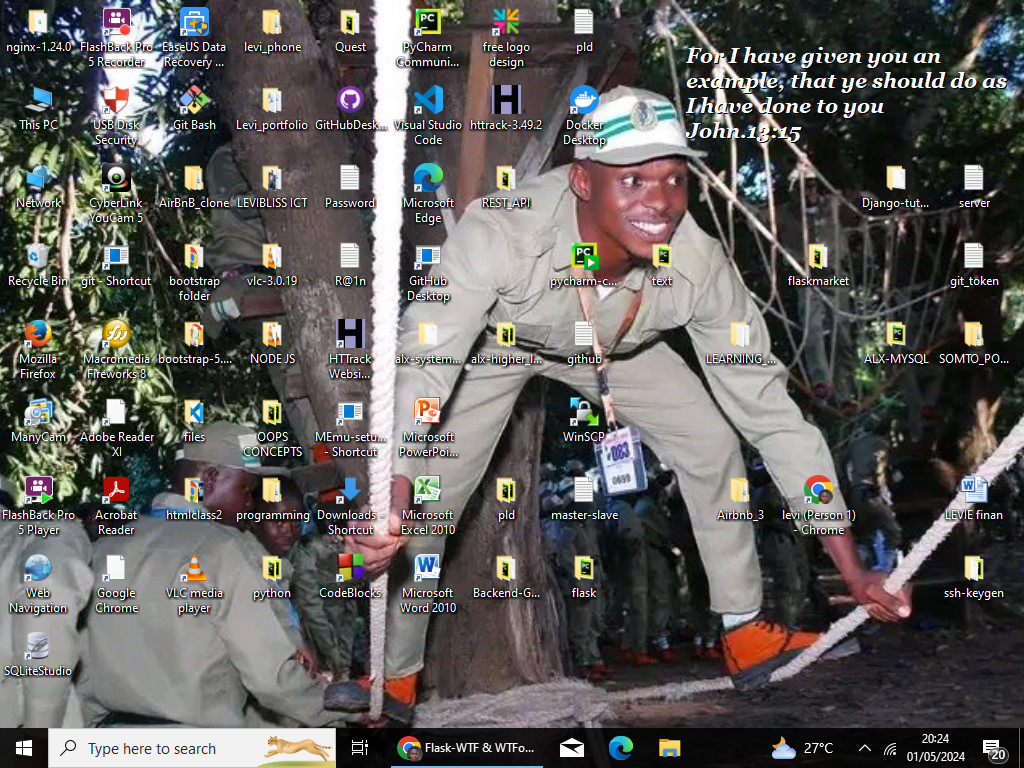 nginx-1.24.0
FlashBack Pro
5 Recorder
EaseUS Data
Recovery ...
levi_phone
Quest
PyCharm
Communi...
free logo
design
pld
For I have given you an
example, that ye should do as
I have done to you
John.13:15
This PC
USB Disk
Security
Git Bash
Levi_portfolio
GitHubDesk...
Visual Studio
Code
httrack-3.49.2
Docker
Desktop
Network
CyberLink
YouCam 5
AirBnB_clone
LEVIBLISS ICT
Password
Microsoft
Edge
REST_API
Django-tut...
server
Recycle Bin
git - Shortcut
bootstrap
folder
vlc-3.0.19
R@1n
GitHub
Desktop
pycharm-c...
text
flaskmarket
git_token
Mozilla
Firefox
Macromedia
Fireworks 8
bootstrap-5....
NODE JS
HTTrack
Websi...
alx-system...
alx-higher_l...
github
LEARNING_...
ALX-MYSQL
SOMTO_PO...
ManyCam
Adobe Reader
XI
files
OOPS
CONCEPTS
MEmu-setu...
- Shortcut
Microsoft
PowerPoi...
WinSCP
083
0699
FlashBack Pro
5 Player
Acrobat
Reader
htmlclass2
programming
Downloads -
Shortcut
Microsoft
Excel 2010
pld
master-slave
Airbnb_3
levi (Person 1)
- Chrome
LEVIE finan
Web
Navigation
Google
Chrome
VLC media
player
python
CodeBlocks
Microsoft
Word 2010
Backend-G...
flask
ssh-keygen
SQLiteStudio
Type here to search
Flask-WTF & WTFo...
27°C
20:24
01/05/2024
20